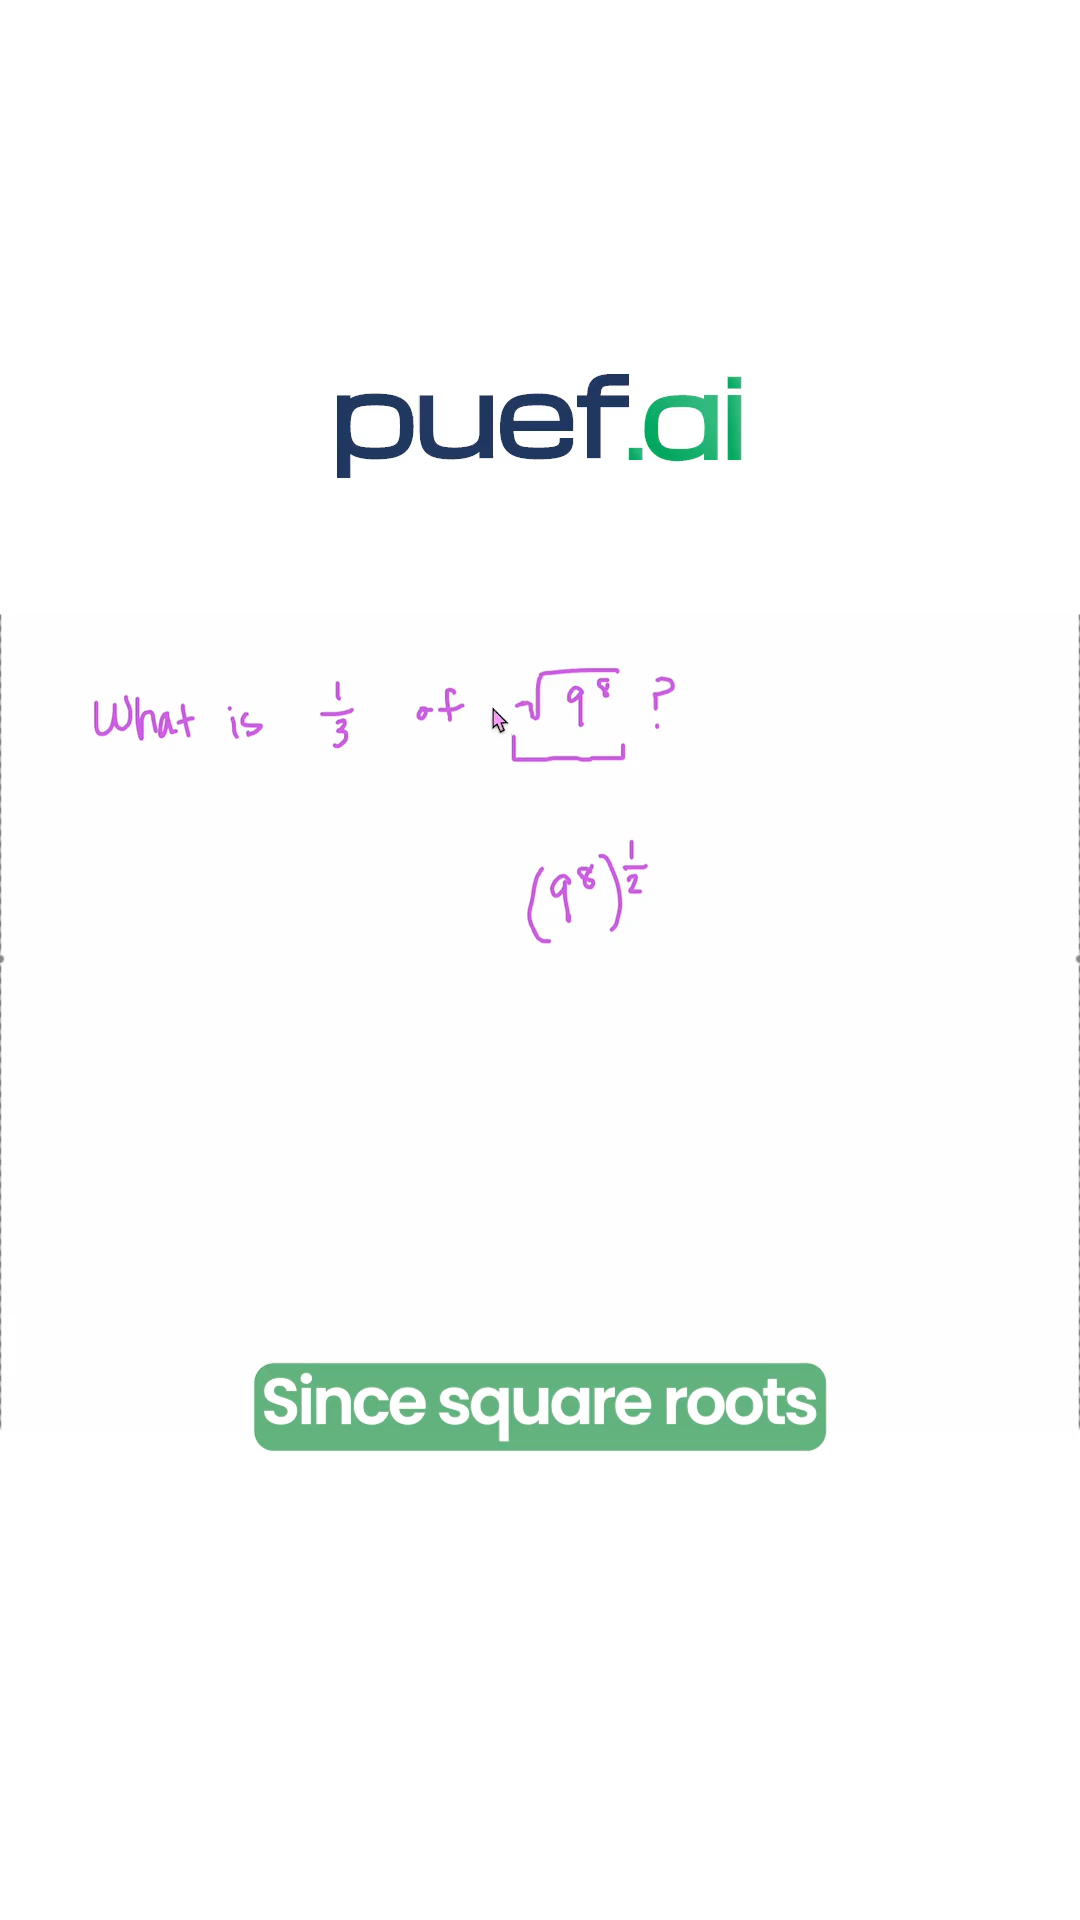 puef.ai
What is 1/3 of √9⁸ ?
(9⁸)^1/2
Since square roots